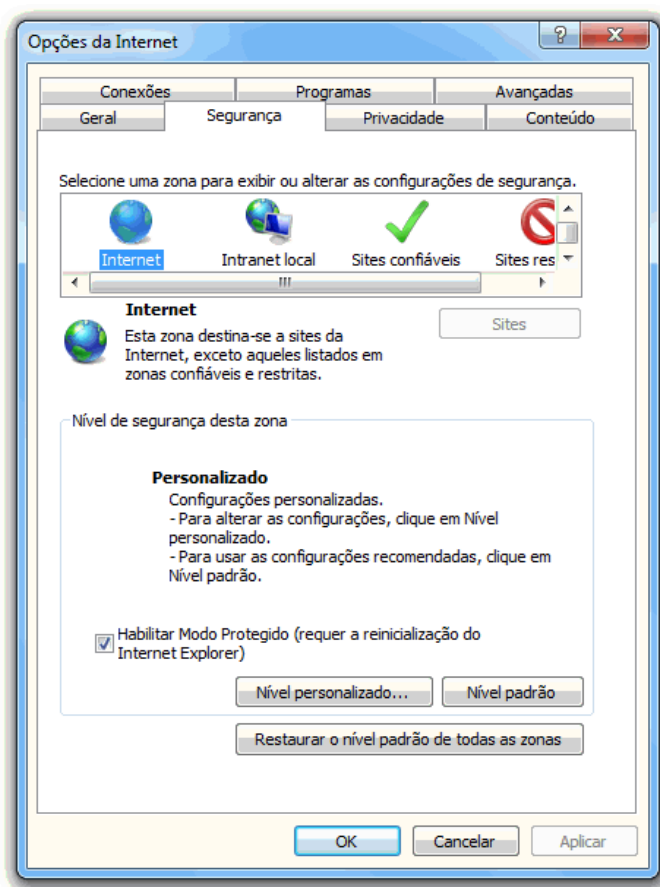 Opções da Internet
Conexões Programas Avançadas
Geral Segurança Privacidade Conteúdo
Selecione uma zona para exibir ou alterar as configurações de segurança.
Internet Intranet local Sites confiáveis Sites res
Internet
Sites
Esta zona destina-se a sites da
Internet, exceto aqueles listados em
zonas confiáveis e restritas.
Nível de segurança desta zona
Personalizado
Configurações personalizadas.
- Para alterar as configurações, clique em Nível
personalizado.
- Para usar as configurações recomendadas, clique em
Nível padrão.
Habilitar Modo Protegido (requer a reinicialização do
Internet Explorer)
Nível personalizado... Nível padrão
Restaurar o nível padrão de todas as zonas
OK Cancelar Aplicar